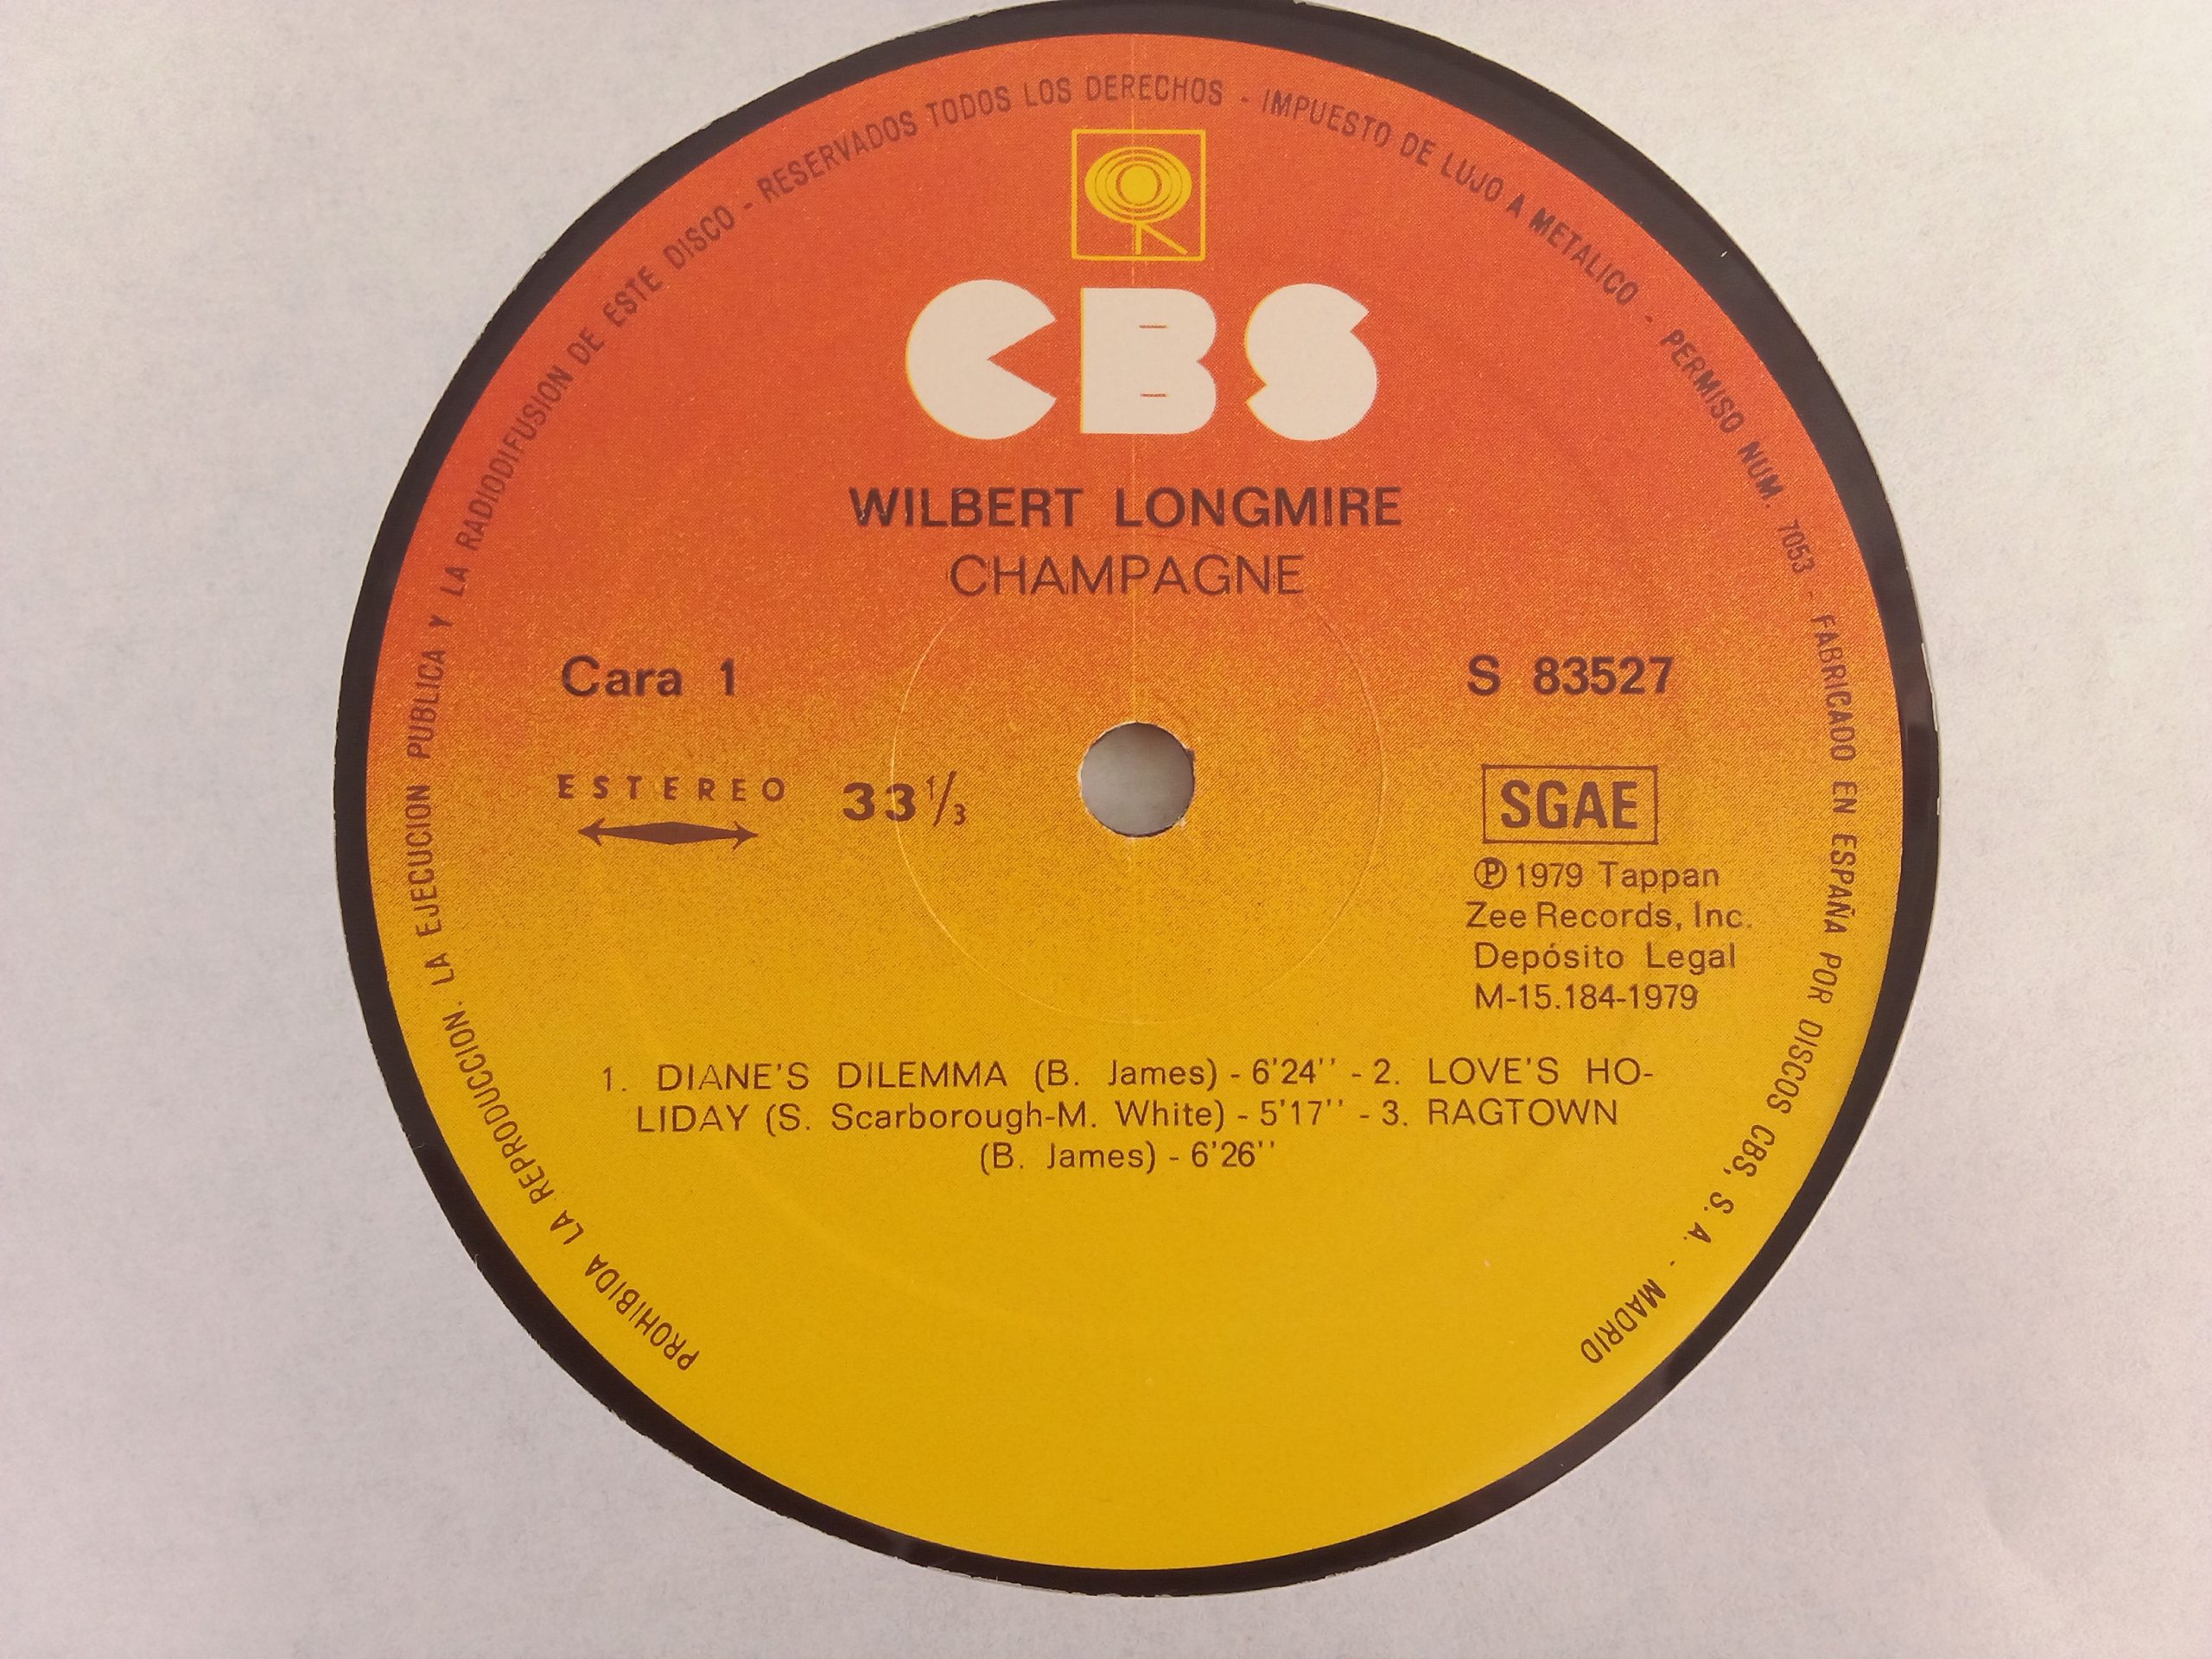 PROHIBIDA LA REPRODUCCION. LA EJECUCION PUBLICA Y LA RADIODIFUSION DE ESTE DISCO - RESERVADOS TODOS LOS DERECHOS - IMPUESTO DE LUJO A METALICO - PERMISO NUM. 7053 - FABRICADO EN ESPAÑA POR DISCOS CBS, S. A. - MADRID
CBS
WILBERT LONGMIRE
CHAMPAGNE
Cara 1
S 83527
ESTEREO
33 1/3
SGAE
℗ 1979 Tappan
Zee Records, Inc.
Depósito Legal
M-15.184-1979
1. DIANE'S DILEMMA (B. James) - 6'24'' - 2. LOVE'S HO-
LIDAY (S. Scarborough-M. White) - 5'17'' - 3. RAGTOWN
(B. James) - 6'26''